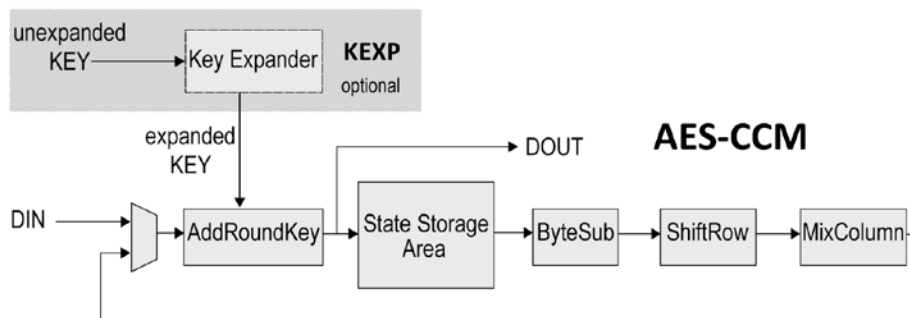 unexpanded
KEY
Key Expander
KEXP
optional
expanded
KEY
DOUT
AES-CCM
DIN
AddRoundKey
State Storage
Area
ByteSub
ShiftRow
MixColumn